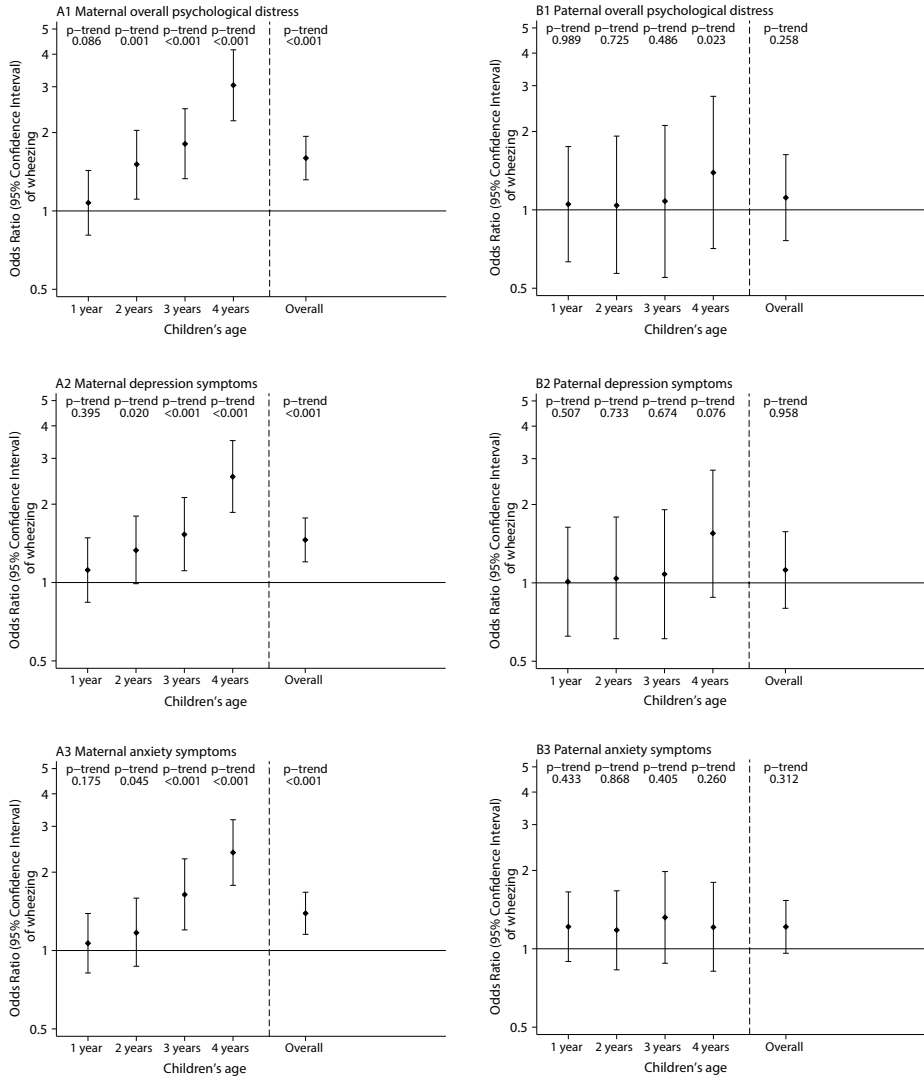 A1 Maternal overall psychological distress
p−trend p−trend p−trend p−trend p−trend
0.086 0.001 <0.001 <0.001 <0.001
5
4
3
2
1
0.5
Odds Ratio (95% Confidence Interval)
of wheezing
1 year 2 years 3 years 4 years Overall
Children's age
B1 Paternal overall psychological distress
p−trend p−trend p−trend p−trend p−trend
0.989 0.725 0.486 0.023 0.258
5
4
3
2
1
0.5
Odds Ratio (95% Confidence Interval)
of wheezing
1 year 2 years 3 years 4 years Overall
Children's age
A2 Maternal depression symptoms
p−trend p−trend p−trend p−trend p−trend
0.395 0.020 <0.001 <0.001 <0.001
5
4
3
2
1
0.5
Odds Ratio (95% Confidence Interval)
of wheezing
1 year 2 years 3 years 4 years Overall
Children's age
B2 Paternal depression symptoms
p−trend p−trend p−trend p−trend p−trend
0.507 0.733 0.674 0.076 0.958
5
4
3
2
1
0.5
Odds Ratio (95% Confidence Interval)
of wheezing
1 year 2 years 3 years 4 years Overall
Children's age
A3 Maternal anxiety symptoms
p−trend p−trend p−trend p−trend p−trend
0.175 0.045 <0.001 <0.001 <0.001
5
4
3
2
1
0.5
Odds Ratio (95% Confidence Interval)
of wheezing
1 year 2 years 3 years 4 years Overall
Children's age
B3 Paternal anxiety symptoms
p−trend p−trend p−trend p−trend p−trend
0.433 0.868 0.405 0.260 0.312
5
4
3
2
1
0.5
Odds Ratio (95% Confidence Interval)
of wheezing
1 year 2 years 3 years 4 years Overall
Children's age